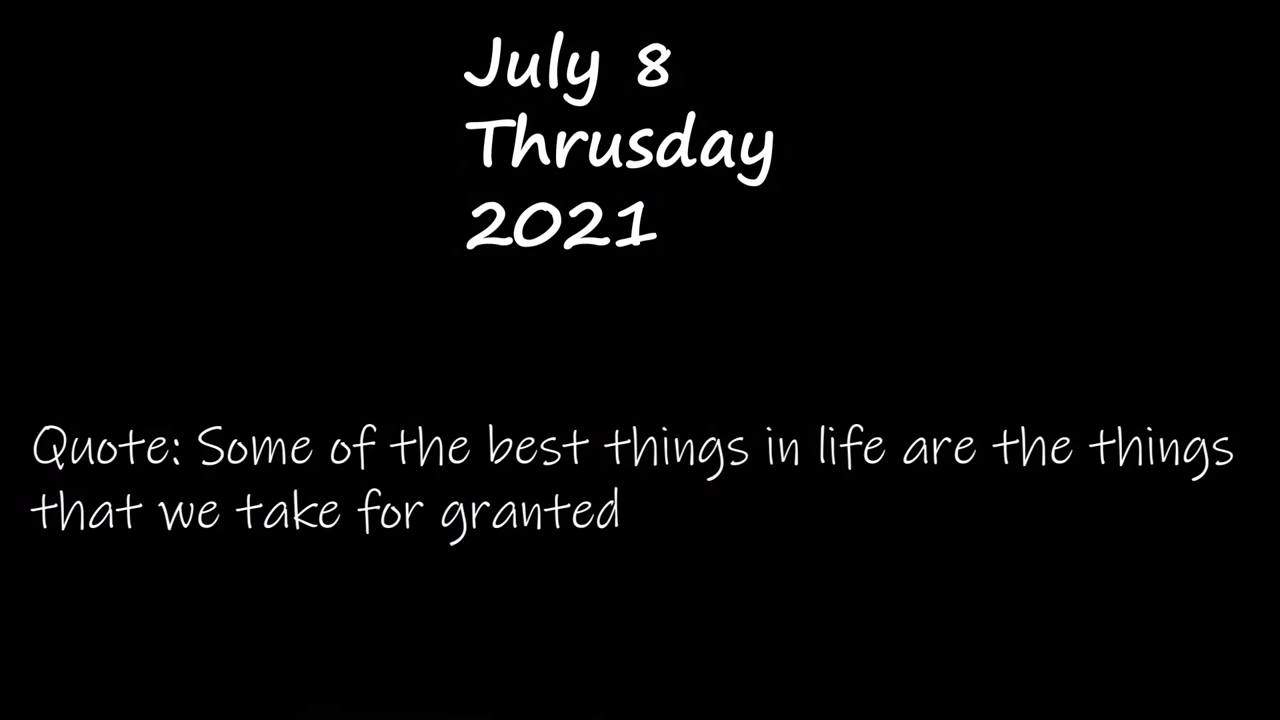 July 8
Thrusday
2021
Quote: Some of the best things in life are the things
that we take for granted